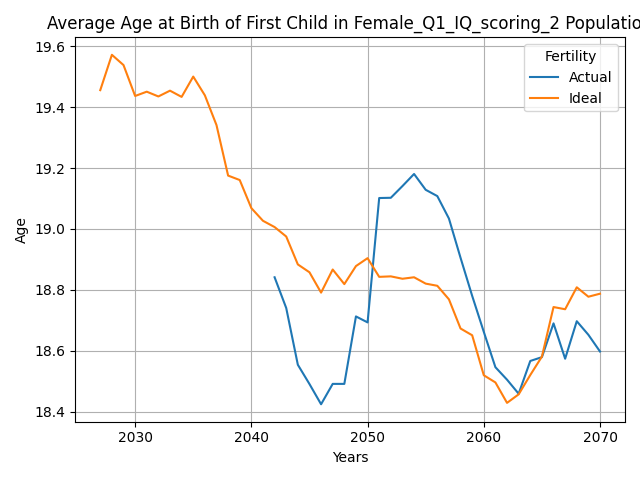 Average Age at Birth of First Child in Female_Q1_IQ_scoring_2 Populatio
Fertility
Actual
Ideal
19.6
19.4
19.2
19.0
18.8
18.6
18.4
Age
2030 2040 2050 2060 2070
Years